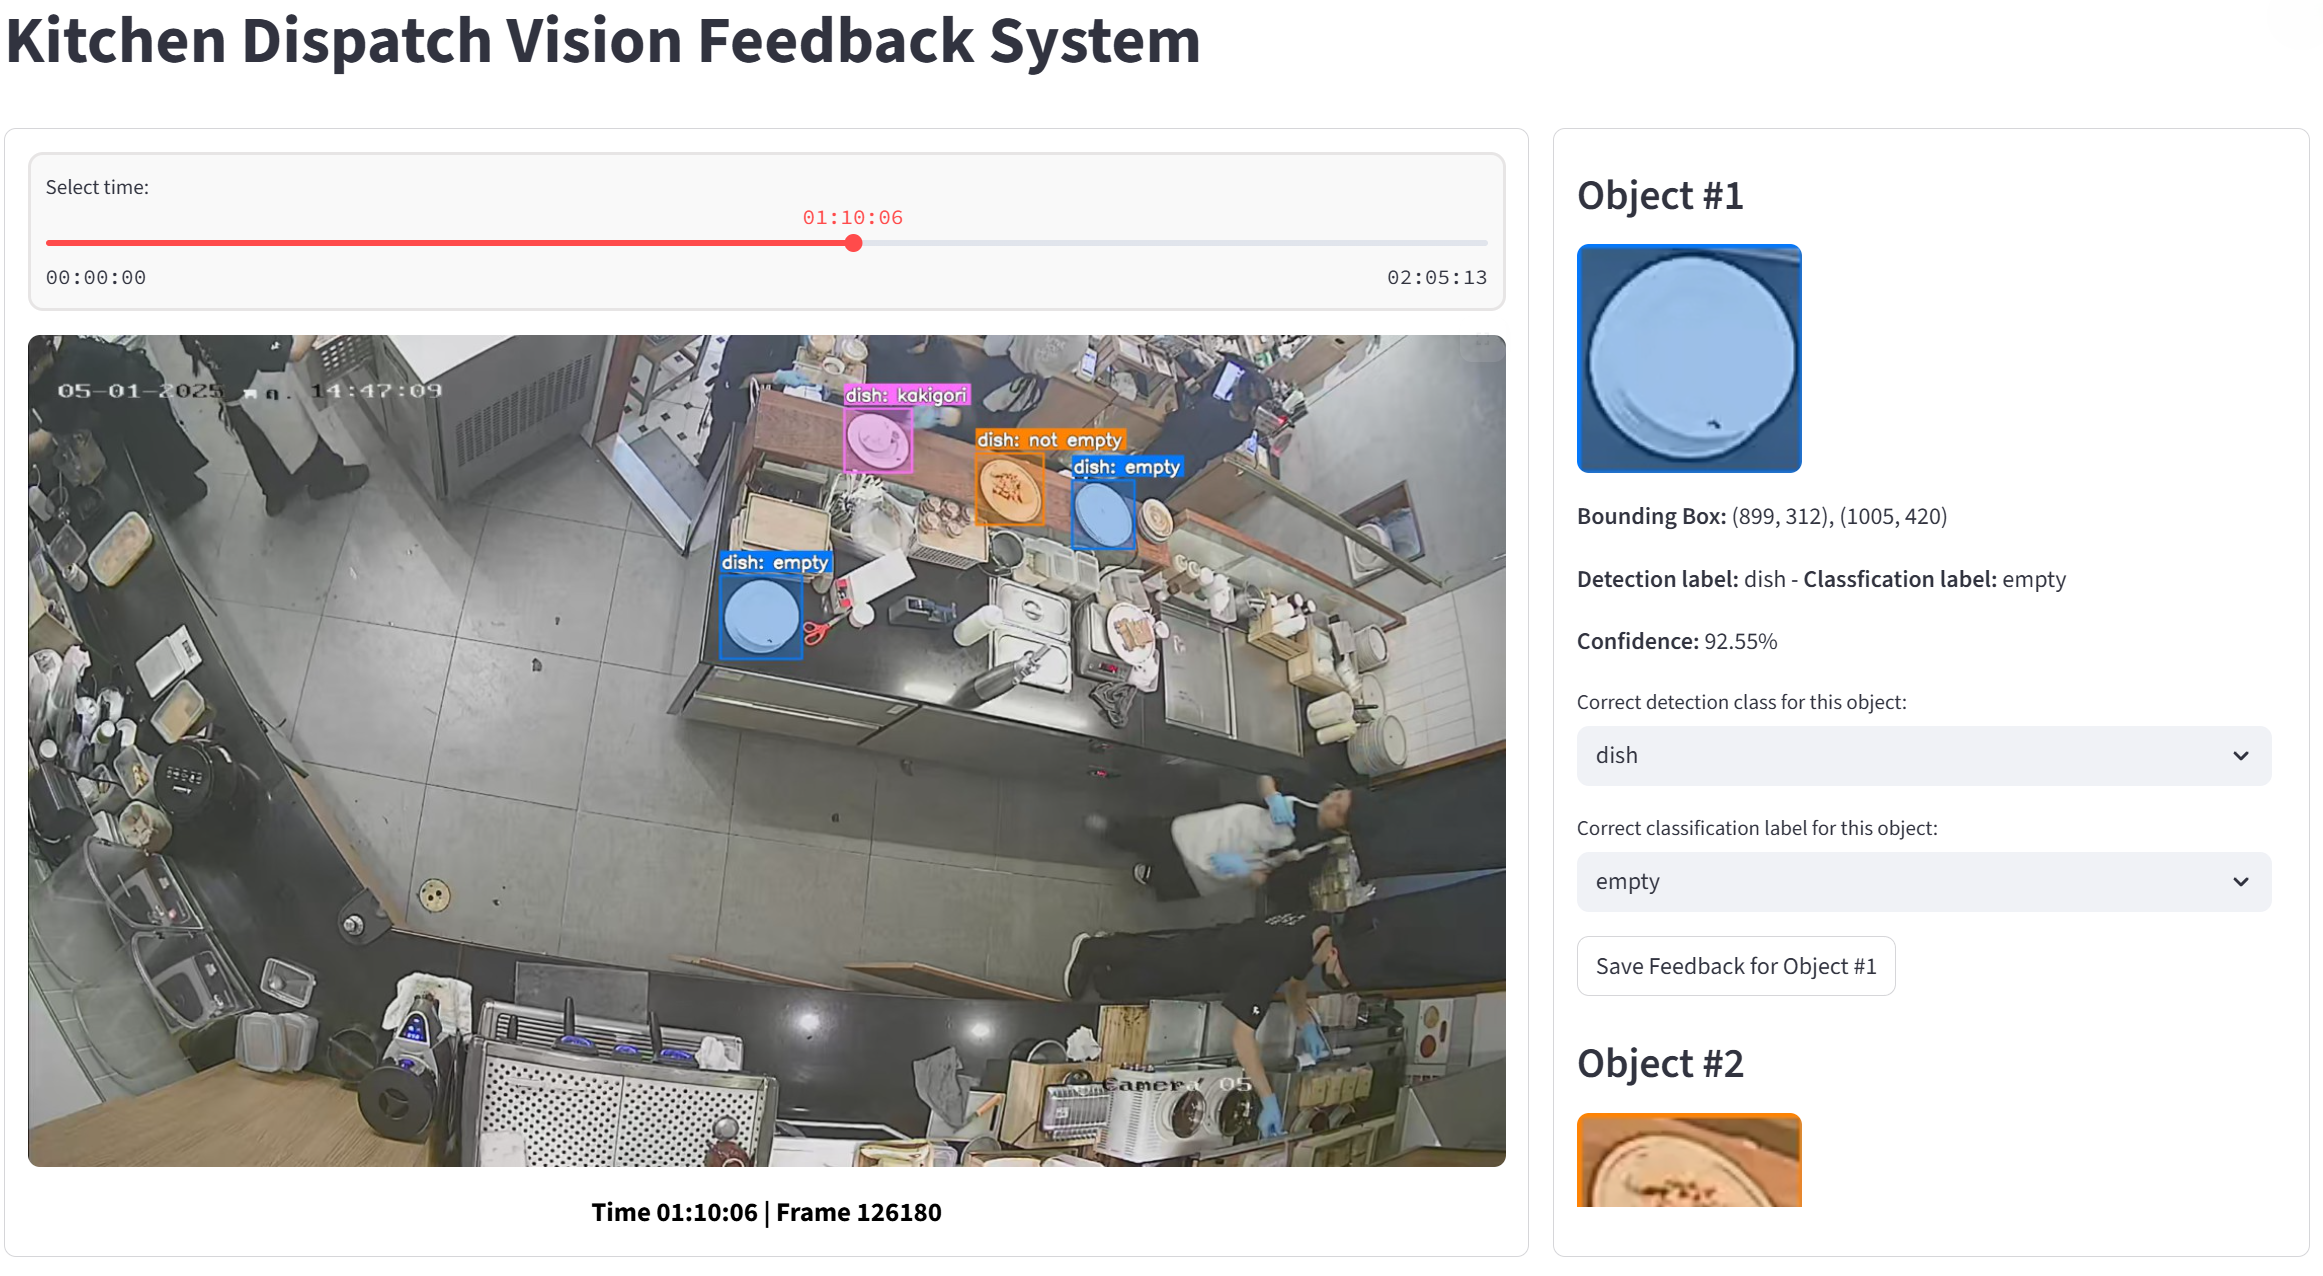 Kitchen Dispatch Vision Feedback System
Select time:
01:10:06
00:00:00
02:05:13
05-01-2025
14:47:09
dish: kakigori
dish: not empty
dish: empty
dish: empty
Camera 05
Time 01:10:06 | Frame 126180
Object #1
Bounding Box: (899, 312), (1005, 420)
Detection label: dish - Classfication label: empty
Confidence: 92.55%
Correct detection class for this object:
dish
Correct classification label for this object:
empty
Save Feedback for Object #1
Object #2